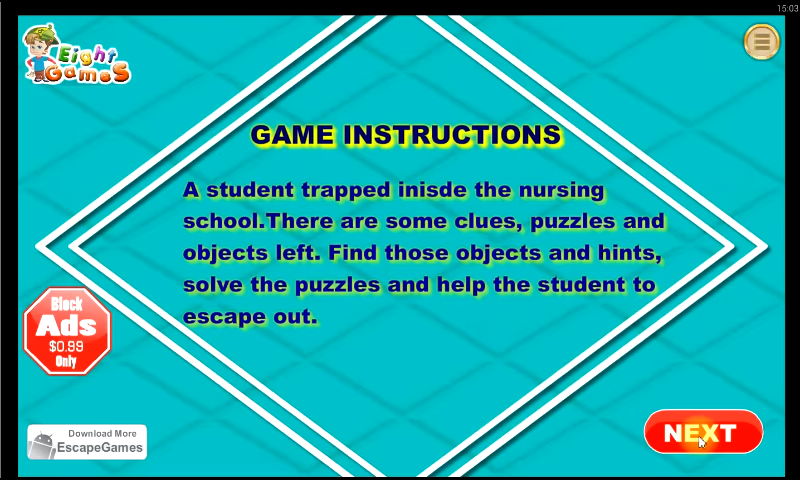 15:03
Eight
GameS
GAME INSTRUCTIONS
A student trapped inisde the nursing
school.There are some clues, puzzles and
objects left. Find those objects and hints,
solve the puzzles and help the student to
escape out.
Block
Ads
$0.99
Only
Download More
EscapeGames
NEXT